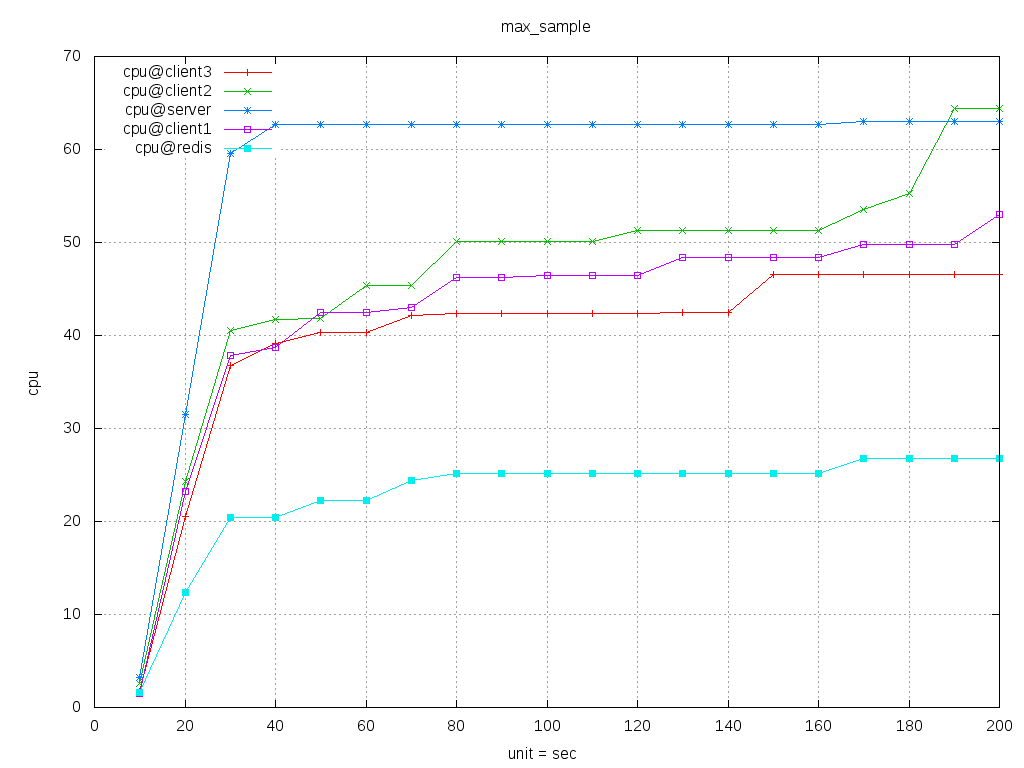 max_sample
70
60
50
40
30
20
10
0
cpu
cpu@client3
cpu@client2
cpu@server
cpu@client1
cpu@redis
0 20 40 60 80 100 120 140 160 180 200
unit = sec